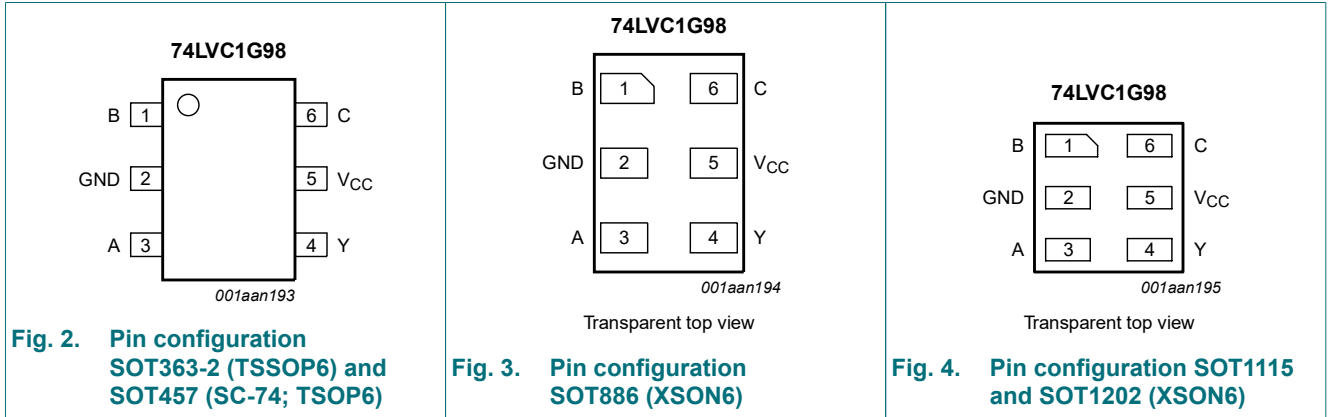 74LVC1G98
B 1 6 C
GND 2 5 VCC
A 3 4 Y
001aan193
Fig. 2. Pin configuration
SOT363-2 (TSSOP6) and
SOT457 (SC-74; TSOP6)
74LVC1G98
B 1 6 C
GND 2 5 VCC
A 3 4 Y
001aan194
Transparent top view
Fig. 3. Pin configuration
SOT886 (XSON6)
74LVC1G98
B 1 6 C
GND 2 5 VCC
A 3 4 Y
001aan195
Transparent top view
Fig. 4. Pin configuration SOT1115
and SOT1202 (XSON6)